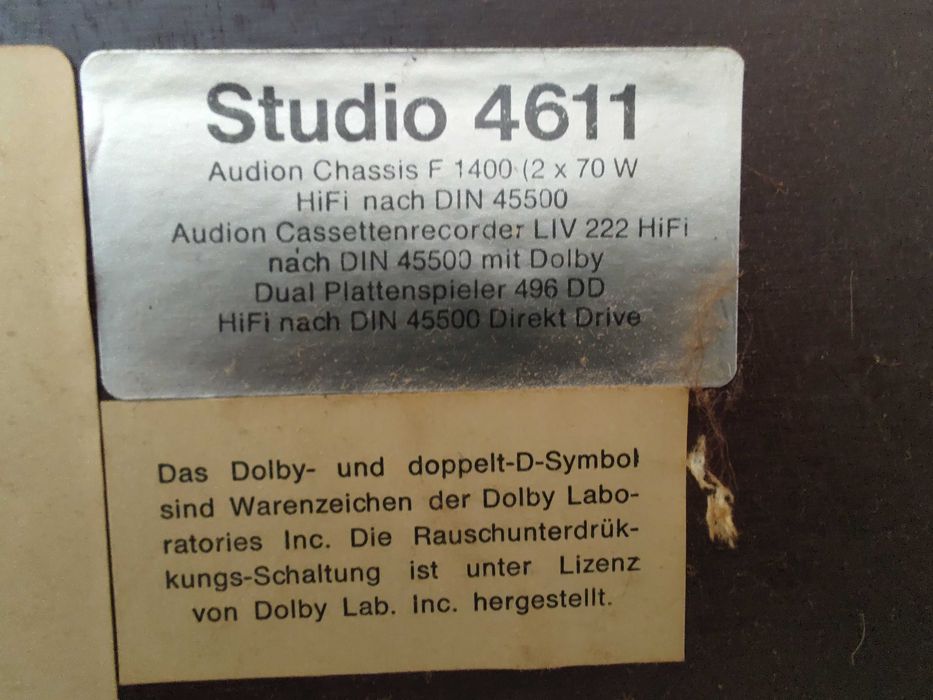 Studio 4611
Audion Chassis F 1400 (2 x 70 W
HiFi nach DIN 45500
Audion Cassettenrecorder LIV 222 HiFi
nach DIN 45500 mit Dolby
Dual Plattenspieler 496 DD
HiFi nach DIN 45500 Direkt Drive
Das Dolby- und doppelt-D-Symbol
sind Warenzeichen der Dolby Labo-
ratories Inc. Die Rauschunterdrük-
kungs-Schaltung ist unter Lizenz
von Dolby Lab. Inc. hergestellt.